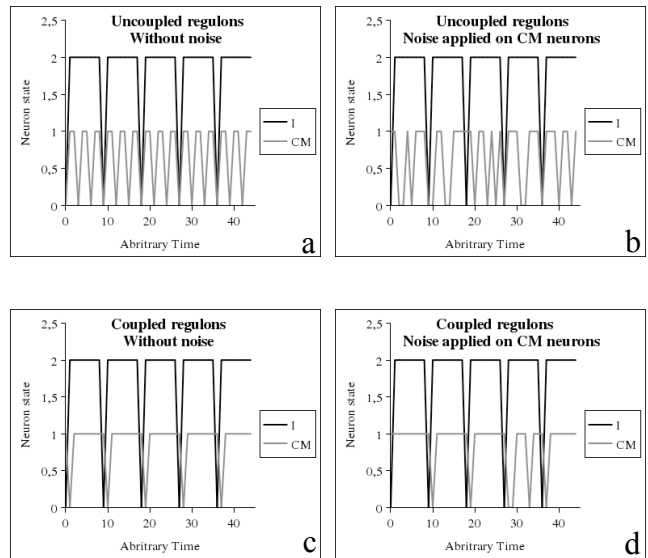 Uncoupled regulons
Without noise
2,5
2
1,5
1
0,5
0
Neuron state
0 10 20 30 40
Abritrary Time
I
CM
a
Uncoupled regulons
Noise applied on CM neurons
2,5
2
1,5
1
0,5
0
Neuron state
0 10 20 30 40
Abritrary Time
I
CM
b
Coupled regulons
Without noise
2,5
2
1,5
1
0,5
0
Neuron state
0 10 20 30 40
Abritrary Time
I
CM
c
Coupled regulons
Noise applied on CM neurons
2,5
2
1,5
1
0,5
0
Neuron state
0 10 20 30 40
Abritrary Time
I
CM
d